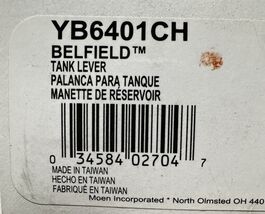 YB6401CH
BELFIELD™
TANK LEVER
PALANCA PARA TANQUE
MANETTE DE RÉSERVOIR
0 34584 02704 7
MADE IN TAIWAN
HECHO EN TAIWAN
FABRIQUÉ EN TAIWAN
Moen Incorporated * North Olmsted OH 440